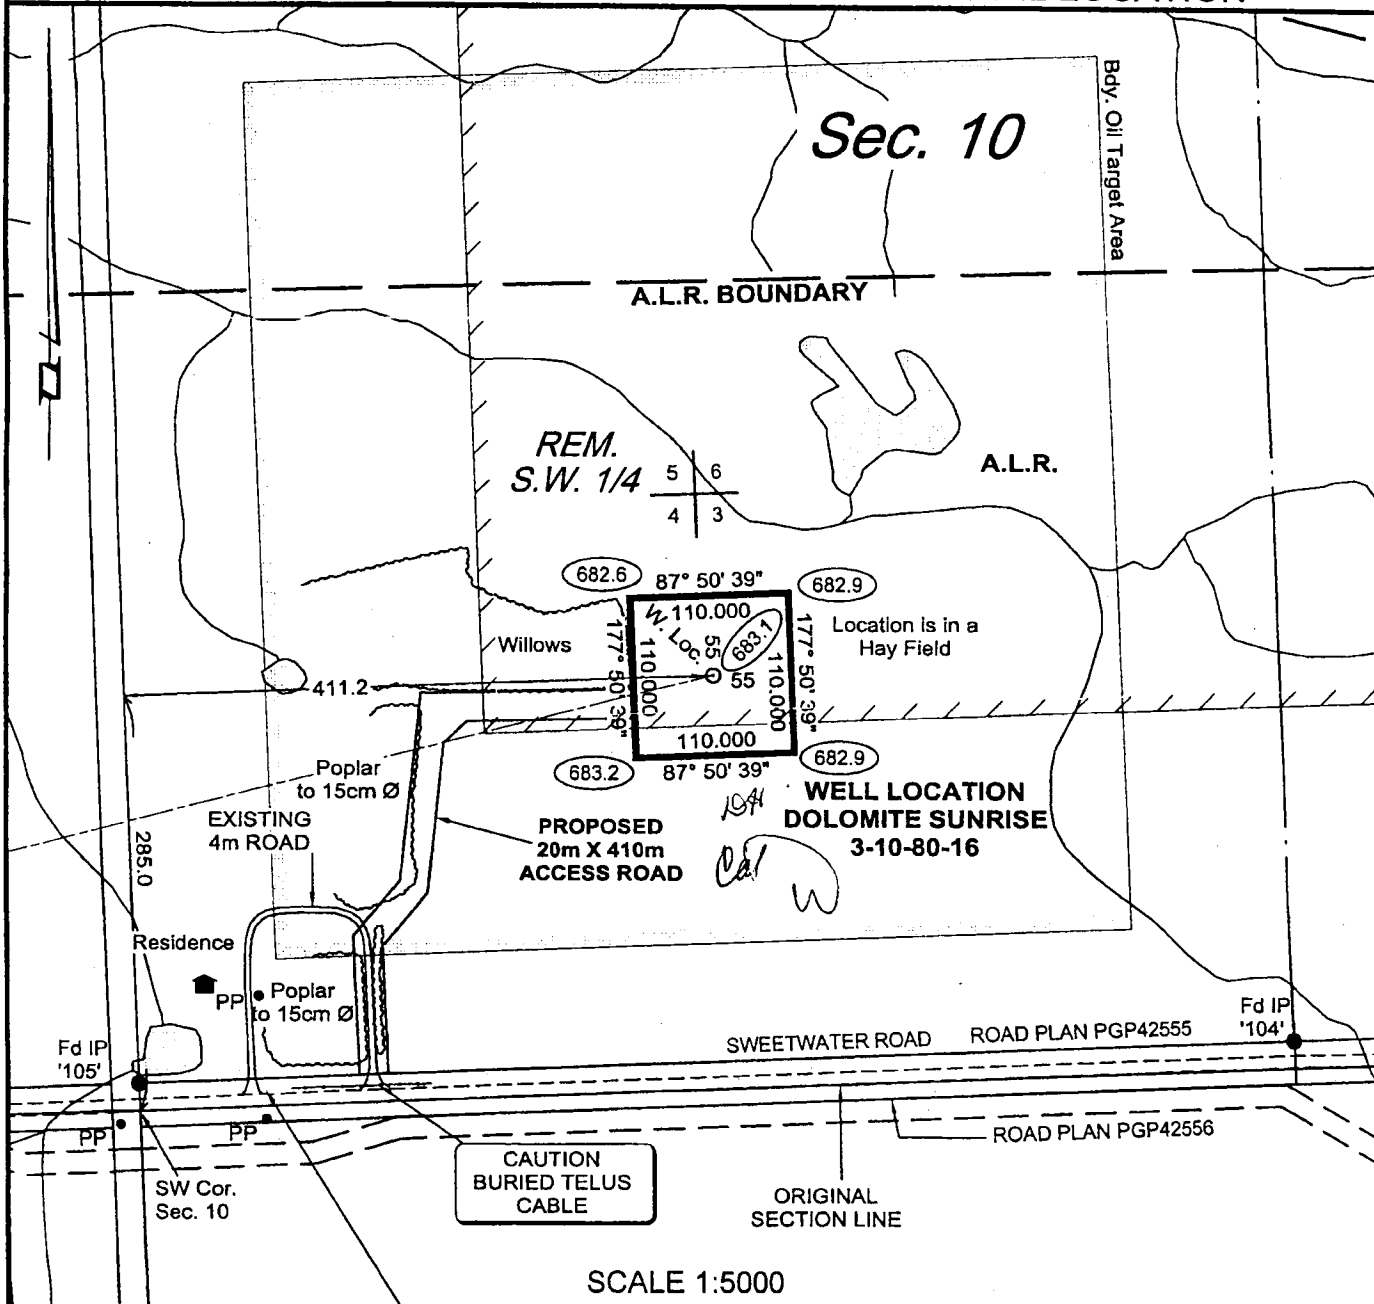 Sec. 10
Bdy. Oil Target Area
A.L.R. BOUNDARY
REM.
S.W. 1/4
5 6
4 3
A.L.R.
682.6
87° 50' 39"
682.9
110.000
W. Loc.
55
683.1
55
177° 50' 39"
110.000
110.000
177° 50' 39"
Location is in a
Hay Field
Willows
411.2
110.000
683.2
87° 50' 39"
682.9
Poplar
to 15cm Ø
EXISTING
4m ROAD
PROPOSED
20m X 410m
ACCESS ROAD
WELL LOCATION
DOLOMITE SUNRISE
3-10-80-16
285.0
Residence
PP
Poplar
to 15cm Ø
Fd IP
'105'
Fd IP
'104'
SWEETWATER ROAD
ROAD PLAN PGP42555
PP
PP
ROAD PLAN PGP42556
CAUTION
BURIED TELUS
CABLE
SW Cor.
Sec. 10
ORIGINAL
SECTION LINE
SCALE 1:5000